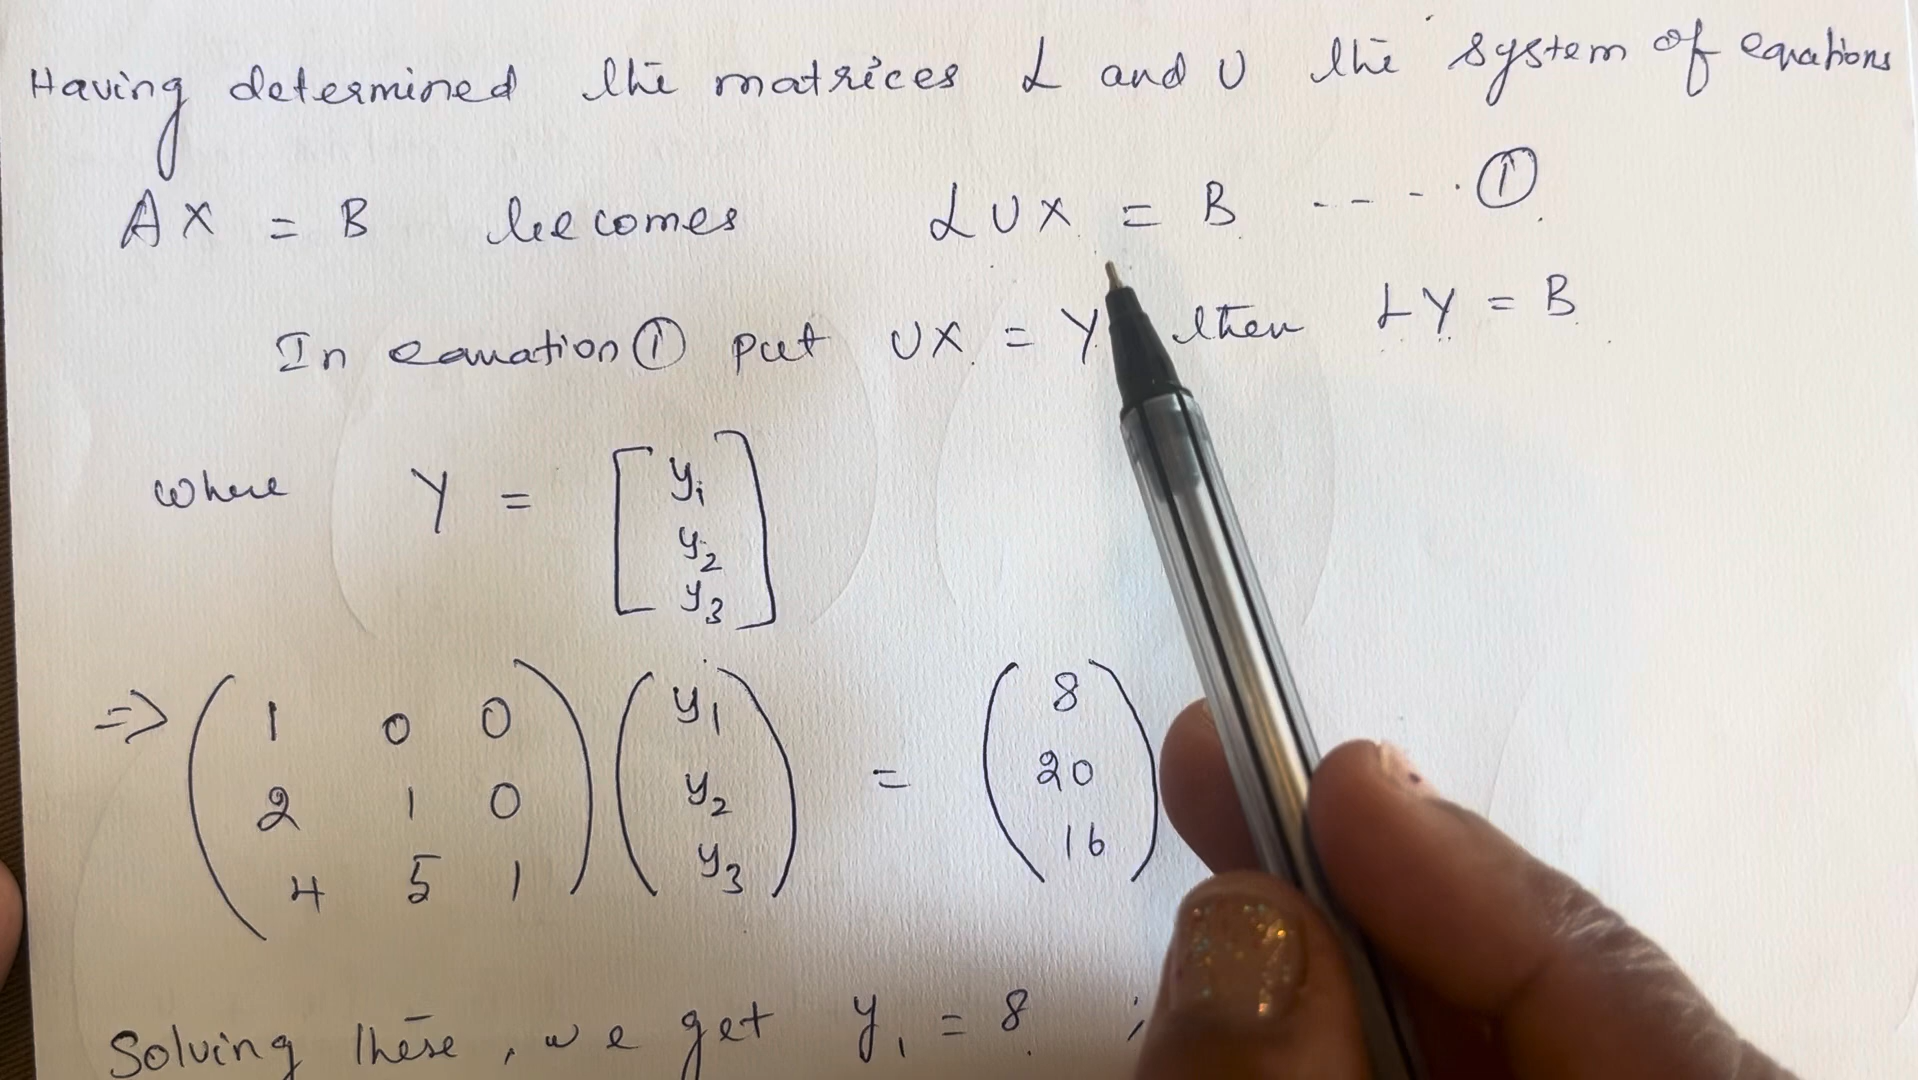 Having determined the matrices L and U the system of equations
AX = B becomes LUX = B ---- ①
In equation ① put UX = Y then LY = B
where Y = [ y1
y2
y3 ]
⇒ ( 1 0 0 ) ( y1 ) ( 8 )
( 2 1 0 ) ( y2 ) = ( 20 )
( 4 5 1 ) ( y3 ) ( 16 )
Solving these, we get y1 = 8 ;